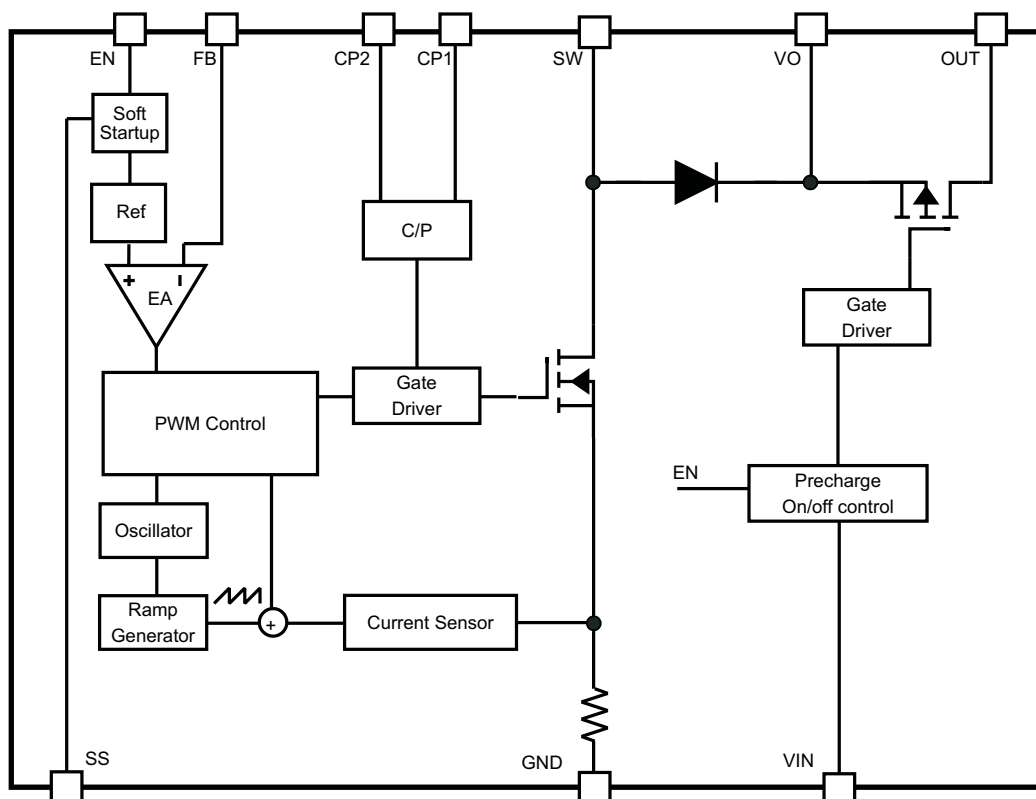 EN
FB
CP2
CP1
SW
VO
OUT
Soft
Startup
Ref
C/P
+
EA
Gate
Driver
Gate
Driver
PWM Control
EN
Precharge
On/off control
Oscillator
Ramp
Generator
+
Current Sensor
SS
GND
VIN